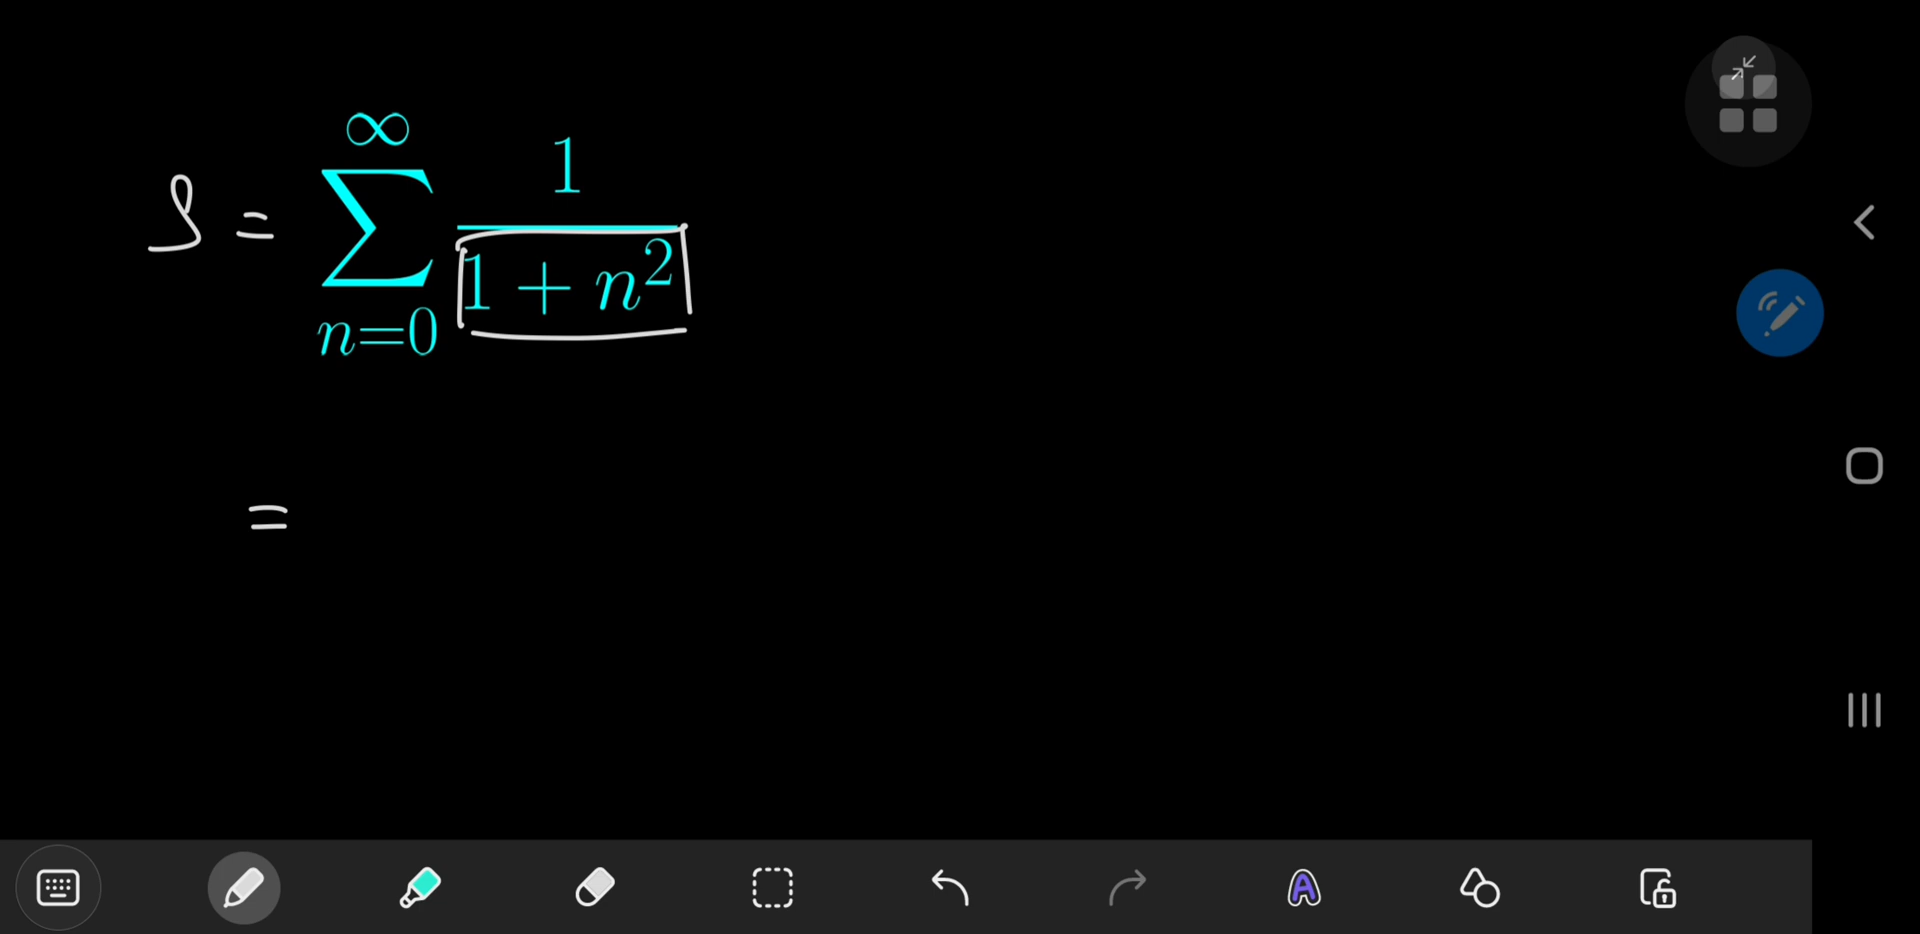 S = ∑_{n=0}^{∞} 1/(1 + n²)
=